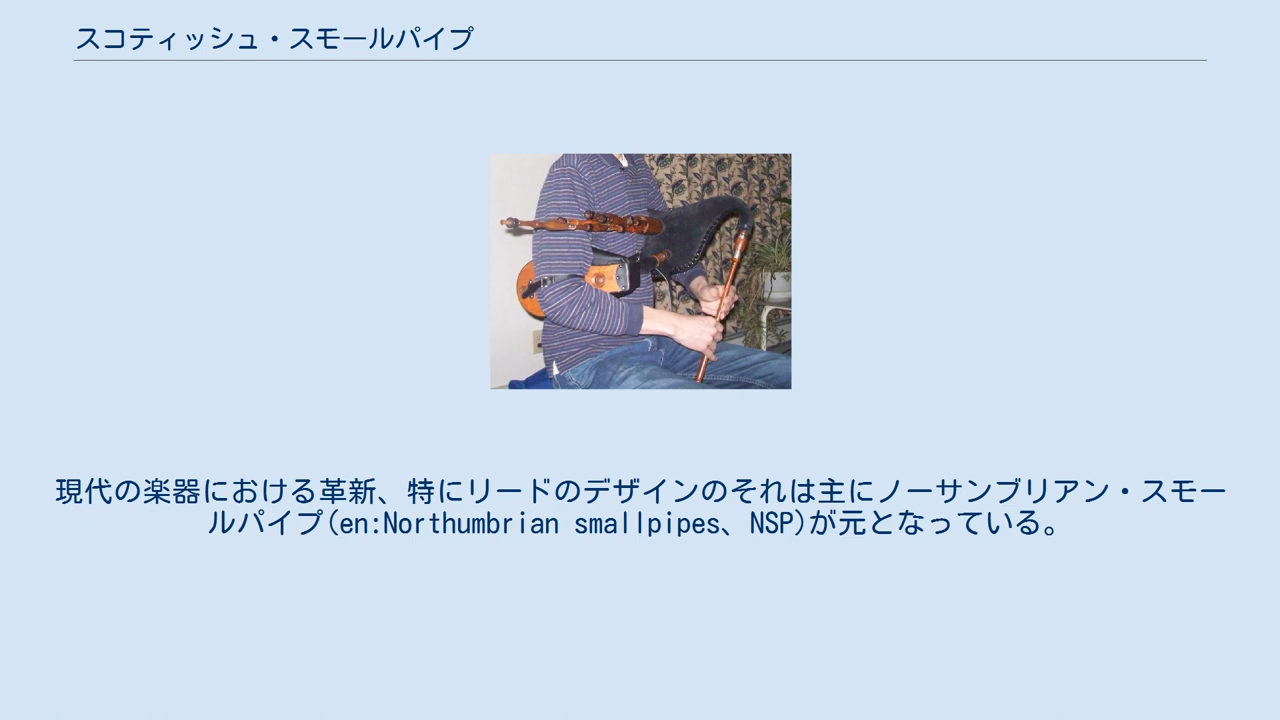 スコティッシュ・スモールパイプ
現代の楽器における革新、特にリードのデザインのそれは主にノーサンブリアン・スモー
ルパイプ(en:Northumbrian smallpipes、NSP)が元となっている。